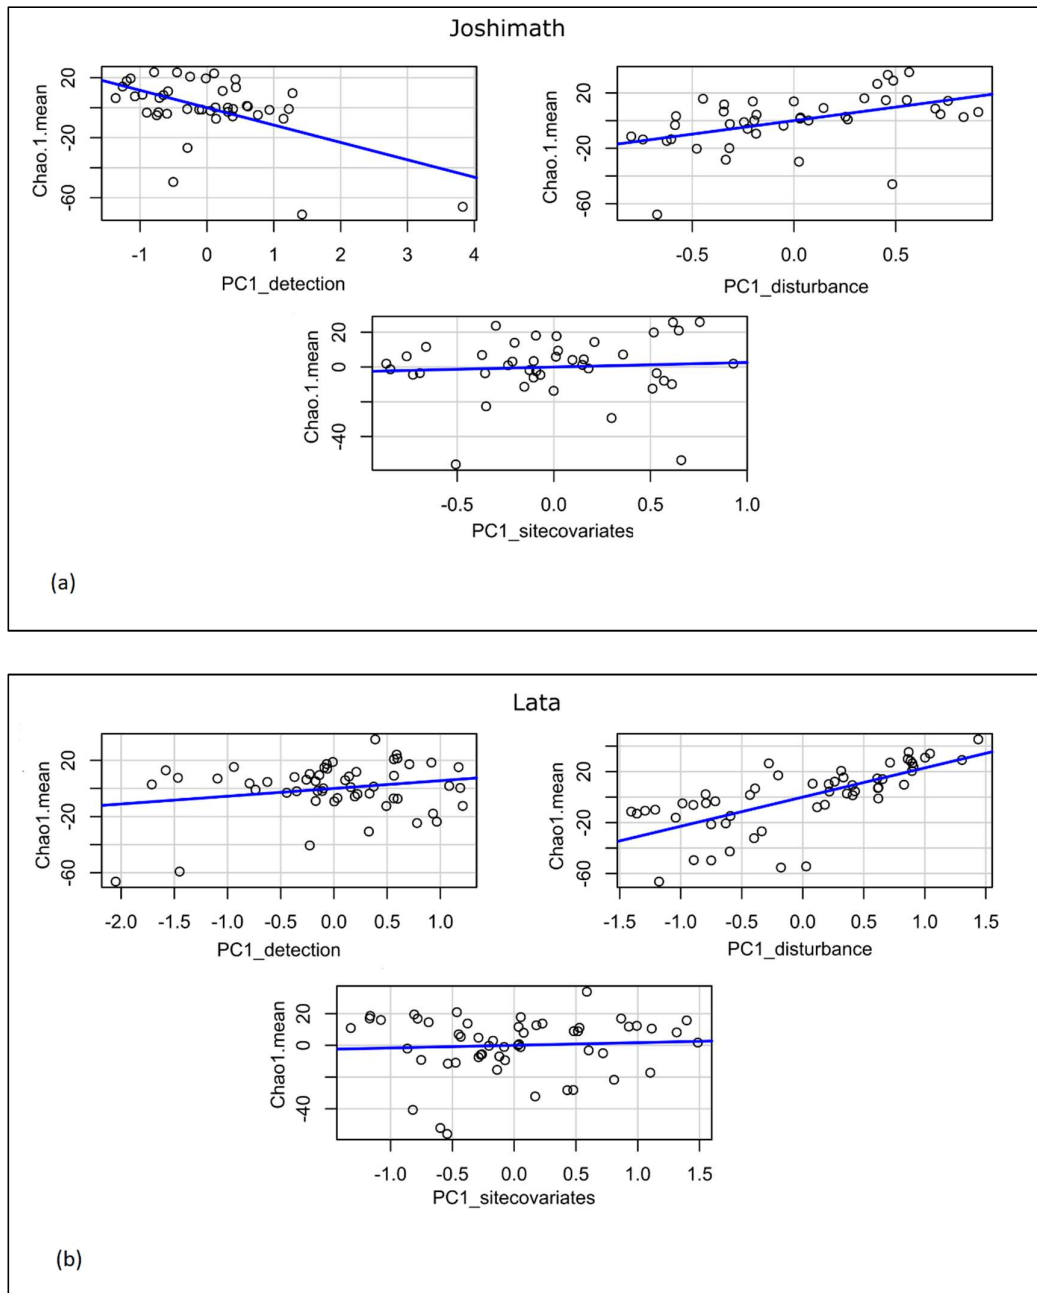 Joshimath
Chao.1.mean
20
-20
-60
-1 0 1 2 3 4
PC1_detection
Chao.1.mean
20
-20
-60
-0.5 0.0 0.5
PC1_disturbance
Chao.1.mean
20
0
-40
-0.5 0.0 0.5 1.0
PC1_sitecovariates
(a)
Lata
Chao1.mean
20
-20
-60
-2.0 -1.5 -1.0 -0.5 0.0 0.5 1.0
PC1_detection
Chao1.mean
20
-20
-60
-1.5 -1.0 -0.5 0.0 0.5 1.0 1.5
PC1_disturbance
Chao1.mean
20
0
-40
-1.0 -0.5 0.0 0.5 1.0 1.5
PC1_sitecovariates
(b)